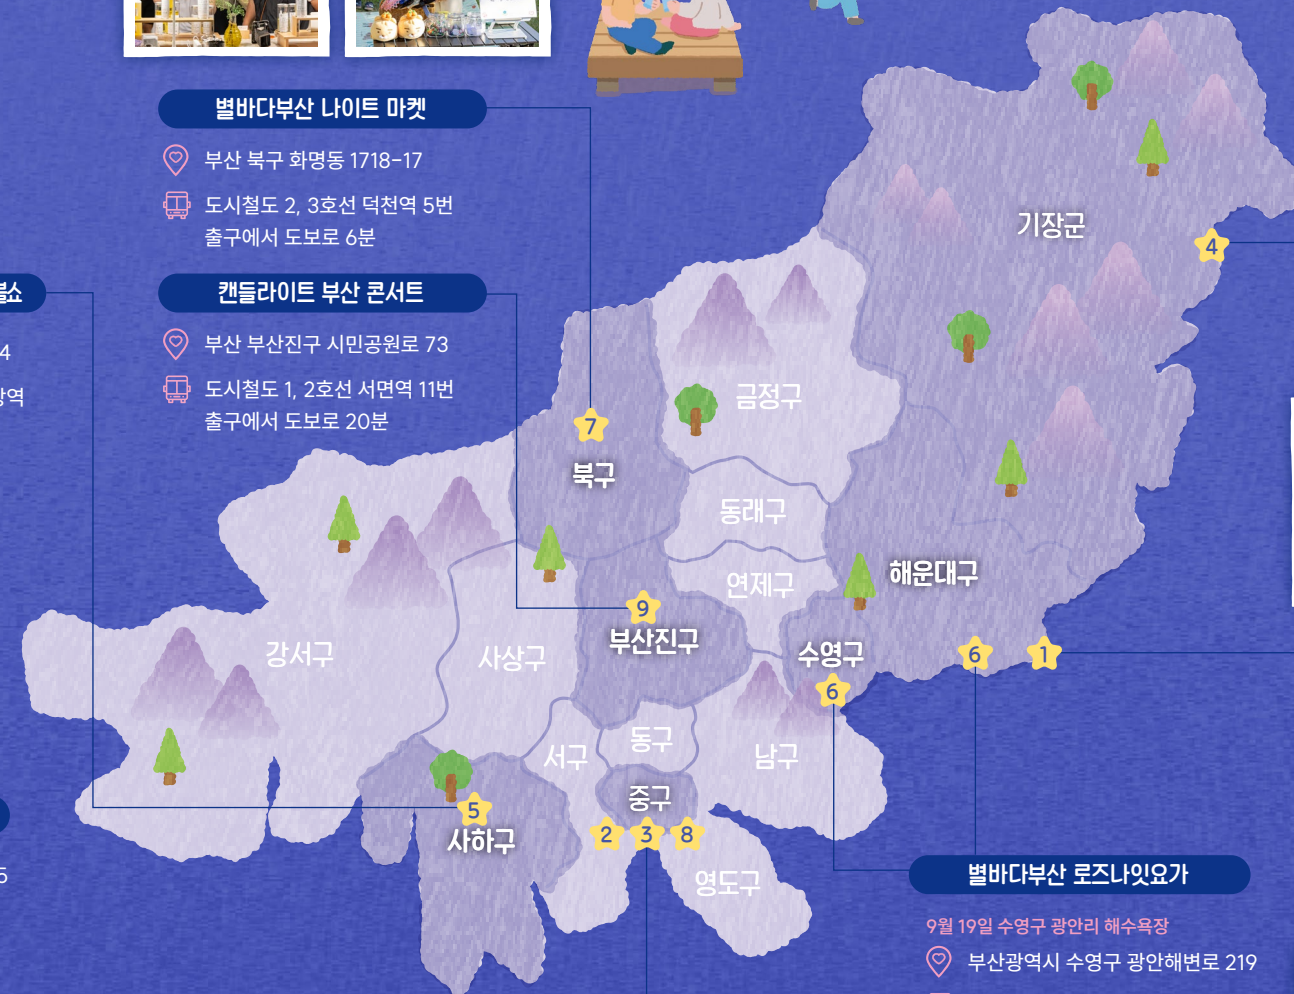 별바다부산 나이트 마켓
부산 북구 화명동 1718-17
도시철도 2, 3호선 덕천역 5번
출구에서 도보로 6분
캔들라이트 부산 콘서트
부산 부산진구 시민공원로 73
도시철도 1, 2호선 서면역 11번
출구에서 도보로 20분
4
5
기장군
4
금정구
7
북구
동래구
연제구
해운대구
9
부산진구
수영구
6
6
1
강서구
사상구
서구
동구
남구
중구
5
사하구
2
3
8
영도구
별바다부산 로즈나잇요가
9월 19일 수영구 광안리 해수욕장
부산광역시 수영구 광안해변로 219